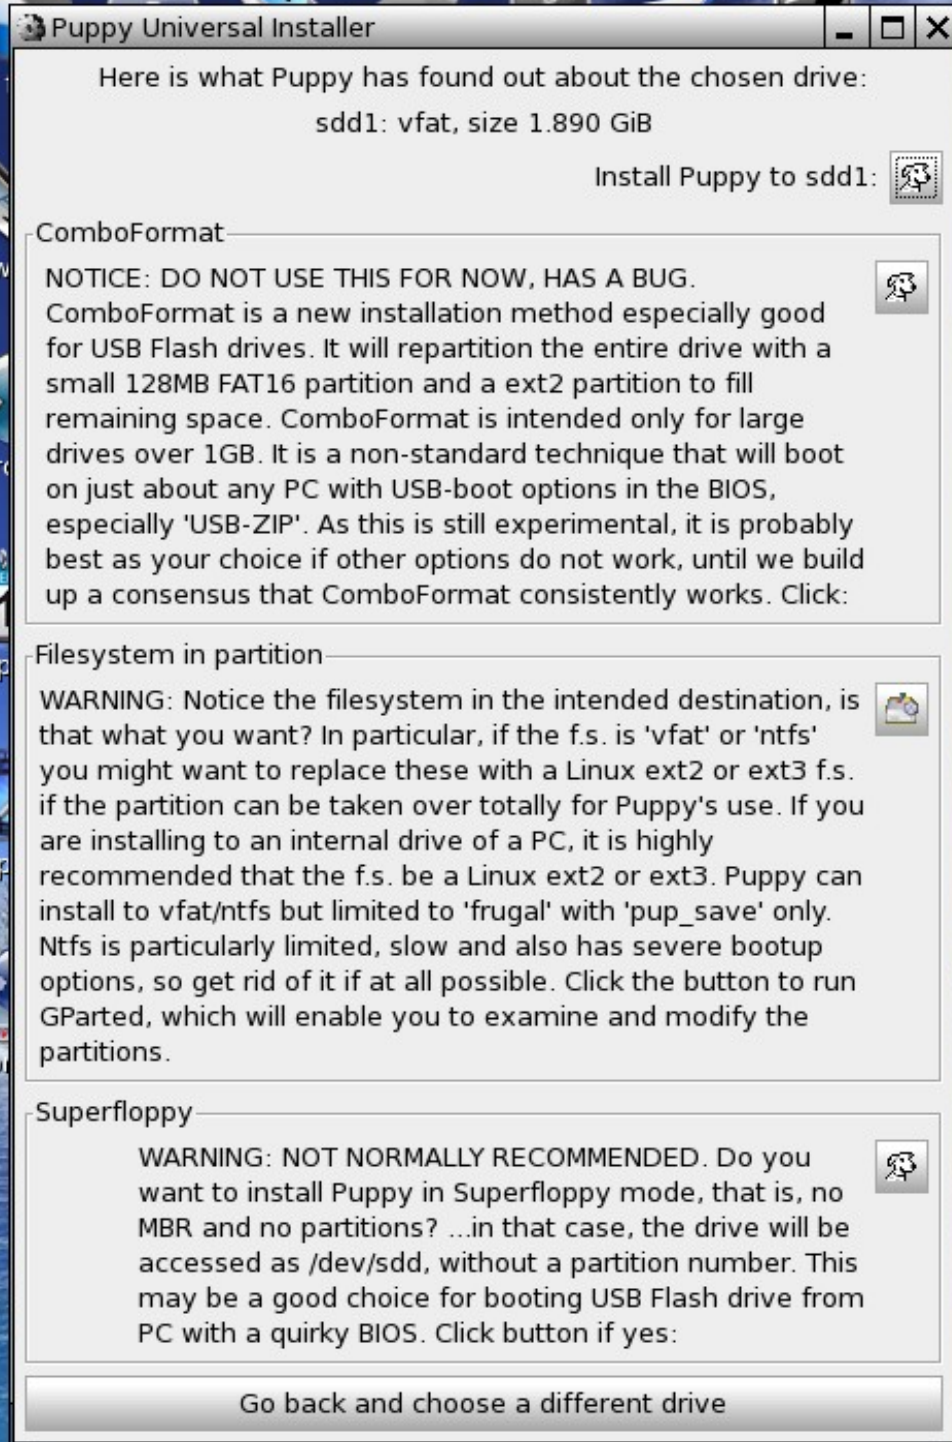 Puppy Universal Installer
Here is what Puppy has found out about the chosen drive:
sdd1: vfat, size 1.890 GiB
Install Puppy to sdd1:
ComboFormat
NOTICE: DO NOT USE THIS FOR NOW, HAS A BUG.
ComboFormat is a new installation method especially good
for USB Flash drives. It will repartition the entire drive with a
small 128MB FAT16 partition and a ext2 partition to fill
remaining space. ComboFormat is intended only for large
drives over 1GB. It is a non-standard technique that will boot
on just about any PC with USB-boot options in the BIOS,
especially 'USB-ZIP'. As this is still experimental, it is probably
best as your choice if other options do not work, until we build
up a consensus that ComboFormat consistently works. Click:
Filesystem in partition
WARNING: Notice the filesystem in the intended destination, is
that what you want? In particular, if the f.s. is 'vfat' or 'ntfs'
you might want to replace these with a Linux ext2 or ext3 f.s.
if the partition can be taken over totally for Puppy's use. If you
are installing to an internal drive of a PC, it is highly
recommended that the f.s. be a Linux ext2 or ext3. Puppy can
install to vfat/ntfs but limited to 'frugal' with 'pup_save' only.
Ntfs is particularly limited, slow and also has severe bootup
options, so get rid of it if at all possible. Click the button to run
GParted, which will enable you to examine and modify the
partitions.
Superfloppy
WARNING: NOT NORMALLY RECOMMENDED. Do you
want to install Puppy in Superfloppy mode, that is, no
MBR and no partitions? ...in that case, the drive will be
accessed as /dev/sdd, without a partition number. This
may be a good choice for booting USB Flash drive from
PC with a quirky BIOS. Click button if yes:
Go back and choose a different drive